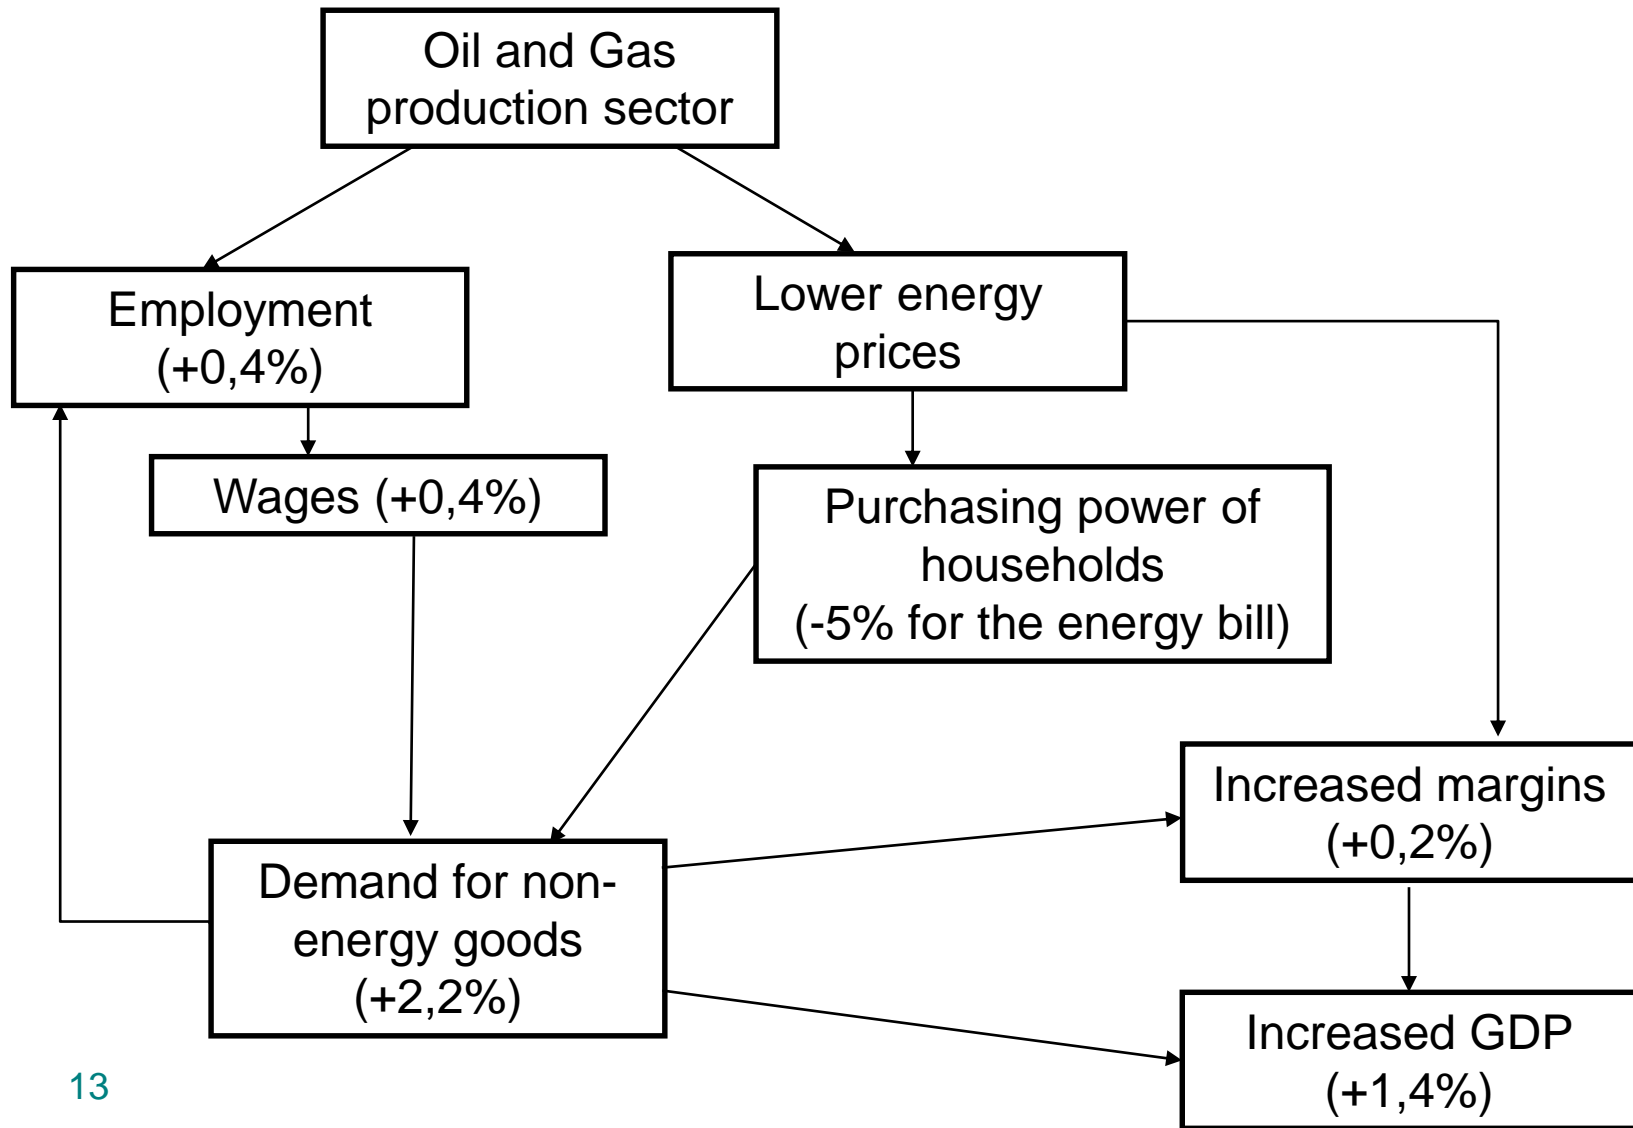 Oil and Gas
production sector
Employment
(+0,4%)
Lower energy
prices
Wages (+0,4%)
Purchasing power of
households
(-5% for the energy bill)
Increased margins
(+0,2%)
Demand for non-
energy goods
(+2,2%)
Increased GDP
(+1,4%)
13